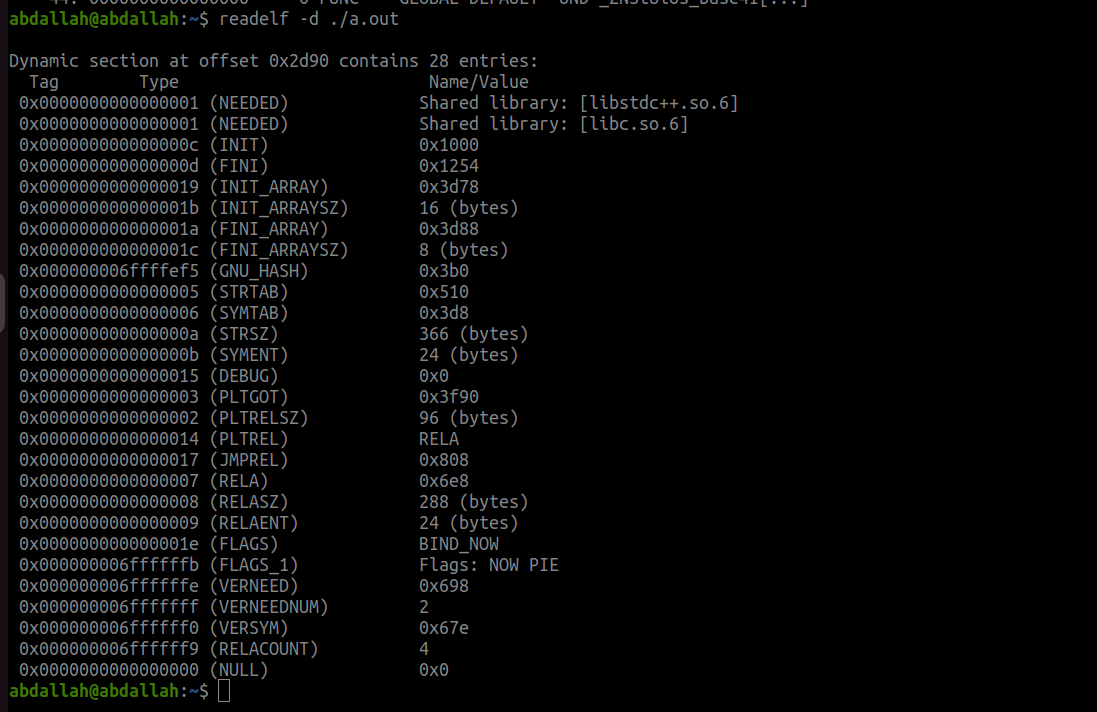 abdallah@abdallah:~$ readelf -d ./a.out
Dynamic section at offset 0x2d90 contains 28 entries:
  Tag        Type                         Name/Value
 0x0000000000000001 (NEEDED)             Shared library: [libstdc++.so.6]
 0x0000000000000001 (NEEDED)             Shared library: [libc.so.6]
 0x000000000000000c (INIT)               0x1000
 0x000000000000000d (FINI)               0x1254
 0x0000000000000019 (INIT_ARRAY)         0x3d78
 0x000000000000001b (INIT_ARRAYSZ)       16 (bytes)
 0x000000000000001a (FINI_ARRAY)         0x3d88
 0x000000000000001c (FINI_ARRAYSZ)       8 (bytes)
 0x000000006ffffef5 (GNU_HASH)           0x3b0
 0x0000000000000005 (STRTAB)             0x510
 0x0000000000000006 (SYMTAB)             0x3d8
 0x000000000000000a (STRSZ)              366 (bytes)
 0x000000000000000b (SYMENT)             24 (bytes)
 0x0000000000000015 (DEBUG)              0x0
 0x0000000000000003 (PLTGOT)             0x3f90
 0x0000000000000002 (PLTRELSZ)           96 (bytes)
 0x0000000000000014 (PLTREL)             RELA
 0x0000000000000017 (JMPREL)             0x808
 0x0000000000000007 (RELA)               0x6e8
 0x0000000000000008 (RELASZ)             288 (bytes)
 0x0000000000000009 (RELAENT)            24 (bytes)
 0x000000000000001e (FLAGS)              BIND_NOW
 0x000000006ffffffb (FLAGS_1)            Flags: NOW PIE
 0x000000006ffffffe (VERNEED)            0x698
 0x000000006fffffff (VERNEEDNUM)         2
 0x000000006ffffff0 (VERSYM)             0x67e
 0x000000006ffffff9 (RELACOUNT)          4
 0x0000000000000000 (NULL)               0x0
abdallah@abdallah:~$